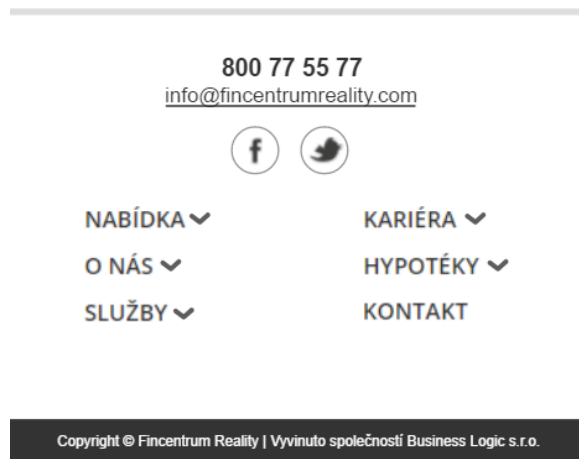 800 77 55 77
info@fincentrumreality.com
NABÍDKA
KARIÉRA
O NÁS
HYPOTÉKY
SLUŽBY
KONTAKT
Copyright © Fincentrum Reality | Vyvinuto společností Business Logic s.r.o.